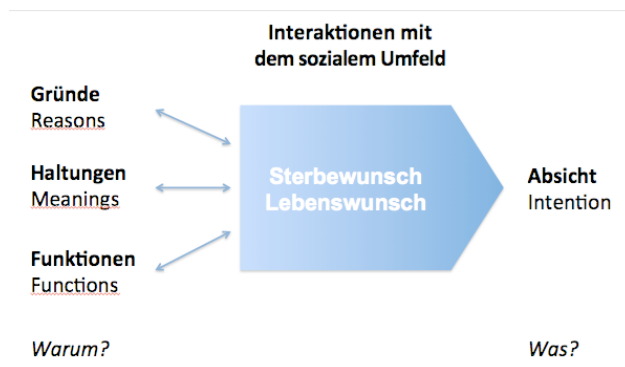 Interaktionen mit
dem sozialem Umfeld
Gründe
Reasons
Haltungen
Meanings
Funktionen
Functions
Warum?
Sterbewunsch
Lebenswunsch
Absicht
Intention
Was?